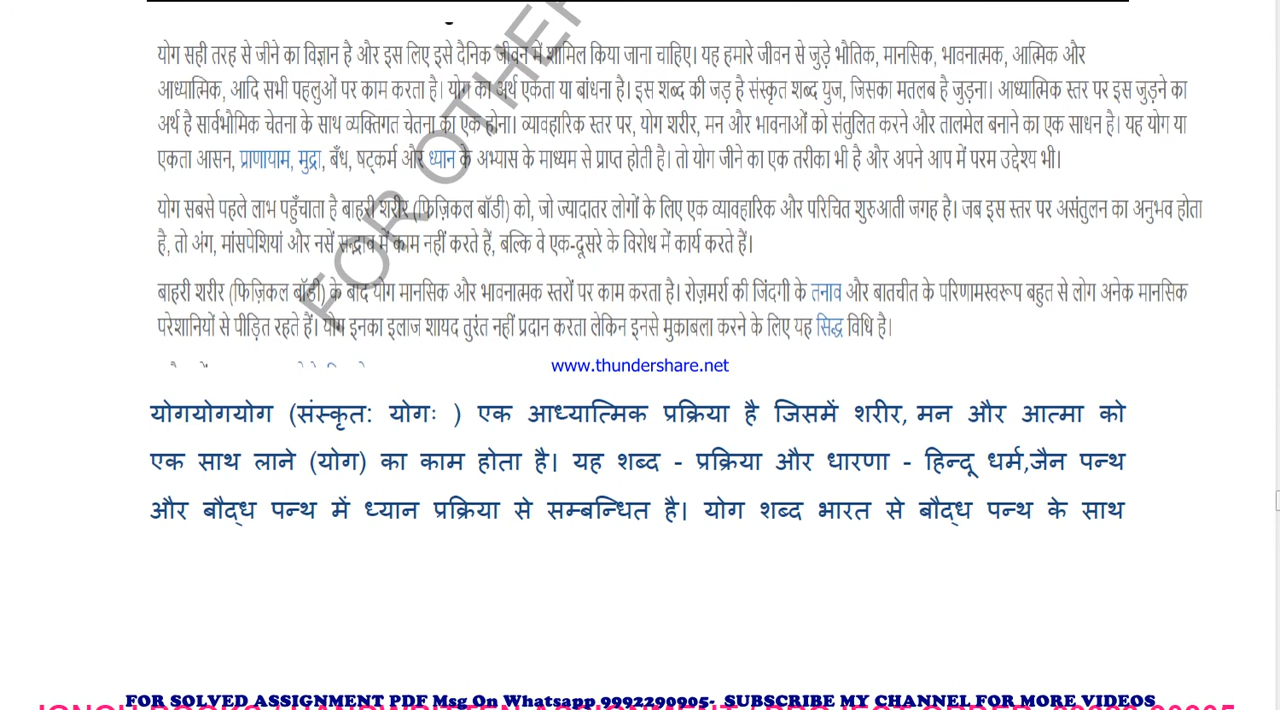 योग सही तरह से जीने का विज्ञान है और इस लिए इसे दैनिक जीवन में शामिल किया जाना चाहिए। यह हमारे जीवन से जुड़े भौतिक, मानसिक, भावनात्मक, आत्मिक और
आध्यात्मिक, आदि सभी पहलुओं पर काम करता है। योग का अर्थ एकता या बांधना है। इस शब्द की जड़ है संस्कृत शब्द युज, जिसका मतलब है जुड़ना। आध्यात्मिक स्तर पर इस जुड़ने का
अर्थ है सार्वभौमिक चेतना के साथ व्यक्तिगत चेतना का एक होना। व्यावहारिक स्तर पर, योग शरीर, मन और भावनाओं को संतुलित करने और तालमेल बनाने का एक साधन है। यह योग या
एकता आसन, प्राणायाम, मुद्रा, बँध, षट्कर्म और ध्यान के अभ्यास के माध्यम से प्राप्त होती है। तो योग जीने का एक तरीका भी है और अपने आप में परम उद्देश्य भी।
योग सबसे पहले लाभ पहुँचाता है बाहरी शरीर (फिज़िकल बॉडी) को, जो ज्यादातर लोगों के लिए एक व्यावहारिक और परिचित शुरुआती जगह है। जब इस स्तर पर असंतुलन का अनुभव होता
है, तो अंग, मांसपेशियां और नसें सद्भाव में काम नहीं करते हैं, बल्कि वे एक-दूसरे के विरोध में कार्य करते हैं।
बाहरी शरीर (फिज़िकल बॉडी) के बाद योग मानसिक और भावनात्मक स्तरों पर काम करता है। रोज़मर्रा की जिंदगी के तनाव और बातचीत के परिणामस्वरूप बहुत से लोग अनेक मानसिक
परेशानियों से पीड़ित रहते हैं। योग इनका इलाज शायद तुरंत नहीं प्रदान करता लेकिन इनसे मुकाबला करने के लिए यह सिद्ध विधि है।
www.thundershare.net
योगयोगयोग (संस्कृत: योगः ) एक आध्यात्मिक प्रक्रिया है जिसमें शरीर, मन और आत्मा को
एक साथ लाने (योग) का काम होता है। यह शब्द - प्रक्रिया और धारणा - हिन्दू धर्म,जैन पन्थ
और बौद्ध पन्थ में ध्यान प्रक्रिया से सम्बन्धित है। योग शब्द भारत से बौद्ध पन्थ के साथ
FOR OTHER
FOR SOLVED ASSIGNMENT PDF Msg On Whatsapp 9992290905- SUBSCRIBE MY CHANNEL FOR MORE VIDEOS